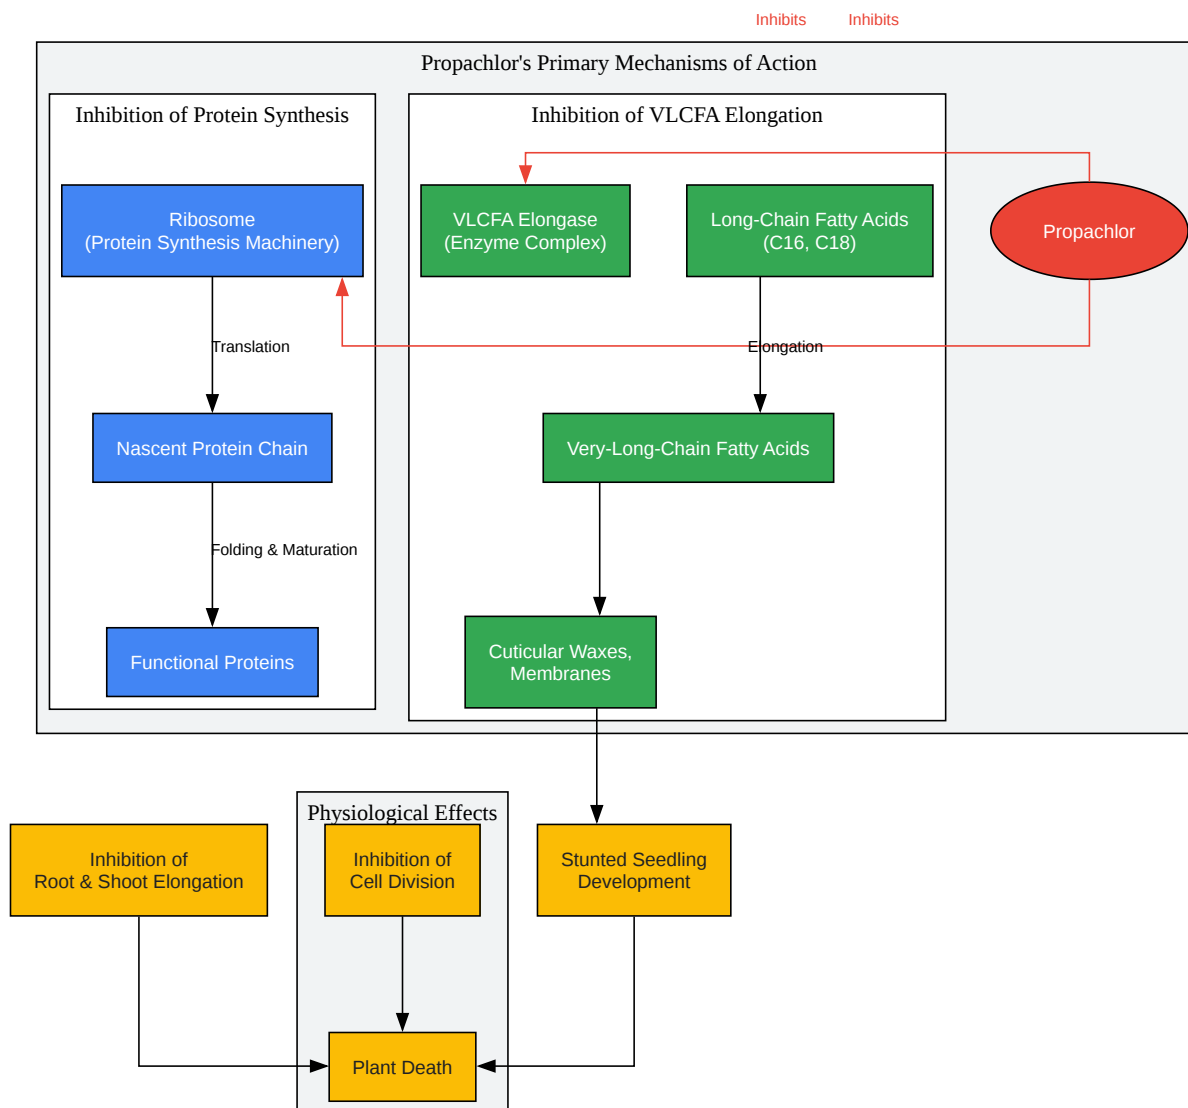 Inhibits
Inhibits
Propachlor's Primary Mechanisms of Action
Inhibition of Protein Synthesis
Inhibition of VLCFA Elongation
Ribosome
(Protein Synthesis Machinery)
VLCFA Elongase
(Enzyme Complex)
Long-Chain Fatty Acids
(C16, C18)
Propachlor
Translation
Elongation
Nascent Protein Chain
Very-Long-Chain Fatty Acids
Folding & Maturation
Functional Proteins
Cuticular Waxes,
Membranes
Physiological Effects
Inhibition of
Root & Shoot Elongation
Inhibition of
Cell Division
Stunted Seedling
Development
Plant Death